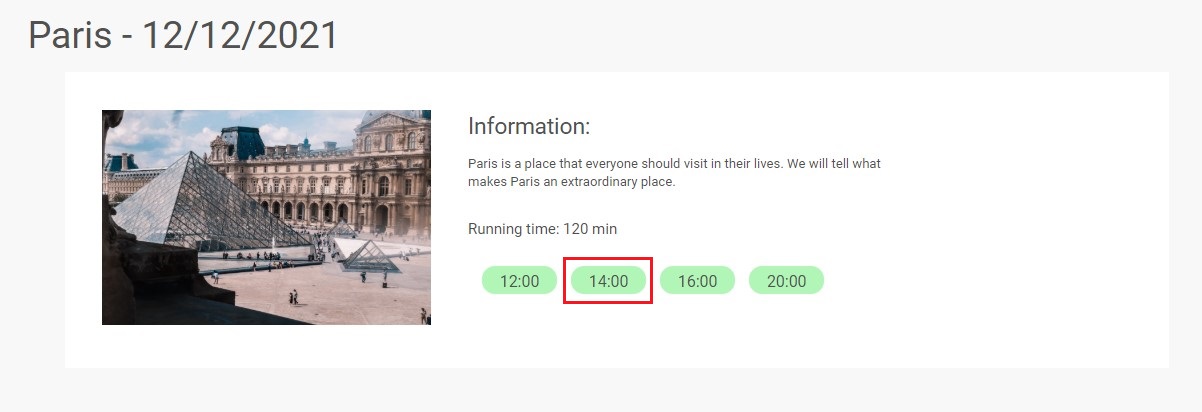 Paris - 12/12/2021
Information:
Paris is a place that everyone should visit in their lives. We will tell what
makes Paris an extraordinary place.
Running time: 120 min
12:00 14:00 16:00 20:00